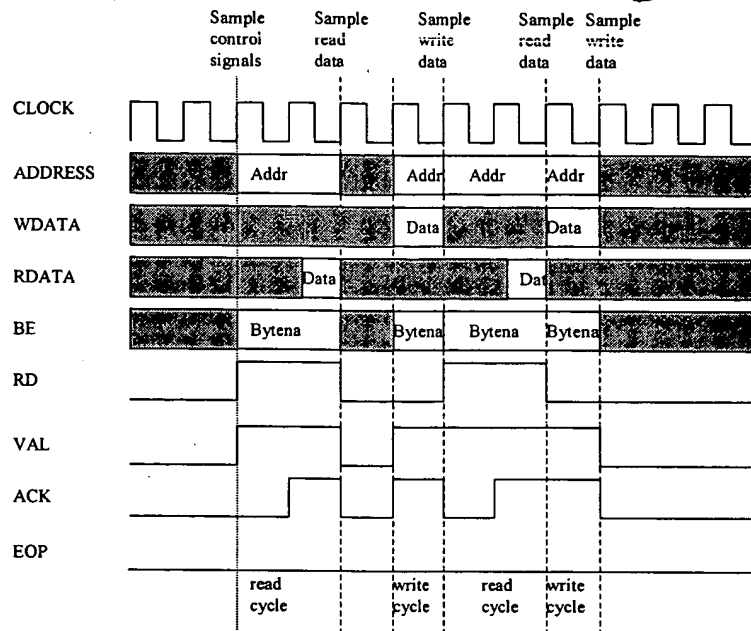 Sample
control
signals
Sample
read
data
Sample
write
data
Sample
read
data
Sample
write
data
CLOCK
ADDRESS
Addr
Addr
Addr
Addr
WDATA
Data
Data
RDATA
Data
Dat
BE
Bytena
Bytena
Bytena
Bytena
RD
VAL
ACK
EOP
read
cycle
write
cycle
read
cycle
write
cycle